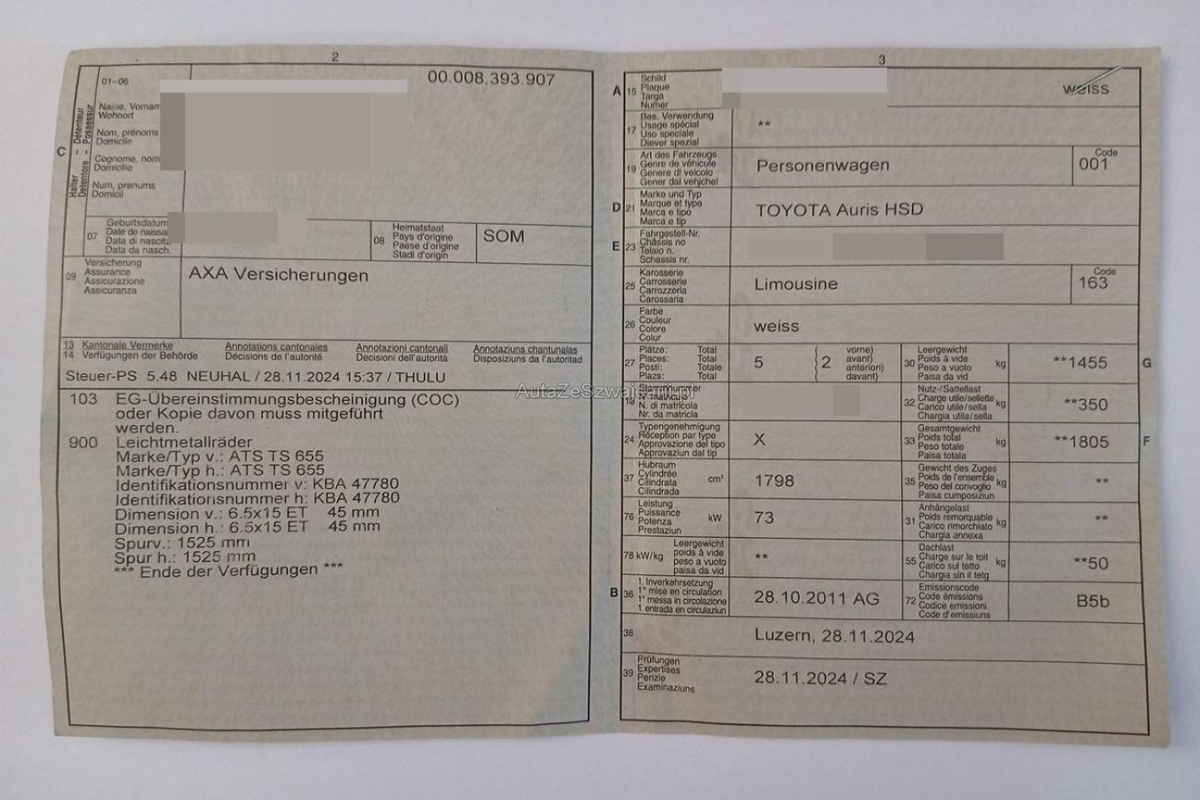 2
01-06
00.008.393.907
C
Halter - Détenteur
Detentore - Possessur
Name, Vornam
Wohnort
Nom, prénoms
Domicile
Cognome, nom
Domicilio
Num, prenums
Domicil
07
Geburtsdatum
Date de naissa
Data di nascita
Data da nasch.
08
Heimatstaat
Pays d'origine
Paese d'origine
Stadi d'origin
SOM
09
Versicherung
Assurance
Assicurazione
Assicuranza
AXA Versicherungen
13 Kantonale Vermerke Annotations cantonales Annotazioni cantonali Annotaziuns chantunalas
14 Verfügungen der Behörde Décisions de l'autorité Decisioni dell'autorità Disposiziuns da l'autoritad
Steuer-PS 5.48 NEUHAL / 28.11.2024 15:37 / THULU
103 EG-Übereinstimmungsbescheinigung (COC)
oder Kopie davon muss mitgeführt
werden.
900 Leichtmetallräder
Marke/Typ v.: ATS TS 655
Marke/Typ h.: ATS TS 655
Identifikationsnummer v: KBA 47780
Identifikationsnummer h: KBA 47780
Dimension v.: 6.5x15 ET 45 mm
Dimension h.: 6.5x15 ET 45 mm
Spurv.: 1525 mm
Spur h.: 1525 mm
*** Ende der Verfügungen ***
3
A 15
Schild
Plaque
Targa
Numer
weiss
17
Bes. Verwendung
Usage spécial
Uso speciale
Diever spezial
**
19
Art des Fahrzeugs
Genre de véhicule
Genere di veicolo
Gener dal vehichel
Personenwagen
Code
001
D 21
Marke und Typ
Marque et type
Marca e tipo
Marca e tip
TOYOTA Auris HSD
E 23
Fahrgestell-Nr.
Châssis no
Telaio n.
Schassis nr.
25
Karosserie
Carrosserie
Carrozzeria
Carossaria
Limousine
Code
163
26
Farbe
Couleur
Colore
Colur
weiss
27
Plätze: Total
Places: Total
Posti: Totale
Plazs: Total
5
2
vorne)
avant)
anteriori)
davant)
30
Leergewicht
Poids à vide
Peso a vuoto
Paisa da vid
kg
**1455
G
18
Stammnummer
N. di matricola
Nr. da matricla
32
Nutz-/Sattellast
Charge utile/sellette
Carico utile/sella
Chargia utila/sella
kg
**350
24
Typengenehmigung
Réception par type
Approvazione del tipo
Approvaziun dal tip
X
33
Gesamtgewicht
Poids total
Peso totale
Paisa totala
kg
**1805
F
37
Hubraum
Cylindrée
Cilindrata
Cilindrada
cm³
1798
35
Gewicht des Zuges
Poids de l'ensemble
Peso del convoglio
Paisa cumposiziun
kg
**
76
Leistung
Puissance
Potenza
Prestaziun
kW
73
31
Anhängelast
Poids remorquable
Carico rimorchiato
Chargia annexa
kg
**
78 kW/kg
Leergewicht
poids à vide
peso a vuoto
paisa da vid
**
55
Dachlast
Charge sur le toit
Carico sul tetto
Chargia sin il tetg
kg
**50
B 36
1. Inverkehrsetzung
1re mise en circulation
1a messa in circolazione
1. entrada en circulaziun
28.10.2011 AG
72
Emissionscode
Code émissions
Codice emissioni
Code d'emissiuns
B5b
38
Luzern, 28.11.2024
39
Prüfungen
Expertises
Perizie
Examinaziuns
28.11.2024 / SZ